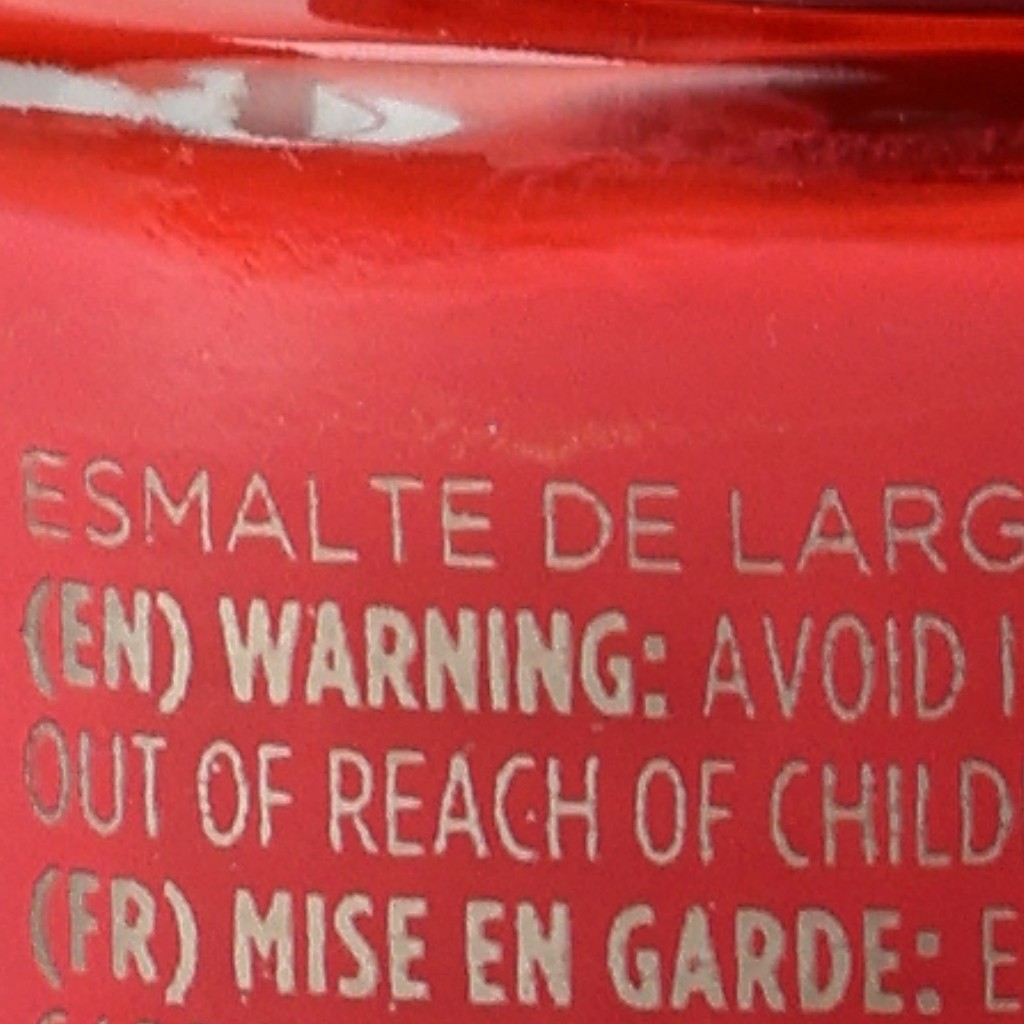 ESMALTE DE LARG
(EN) WARNING: AVOID I
OUT OF REACH OF CHILD
(FR) MISE EN GARDE: E